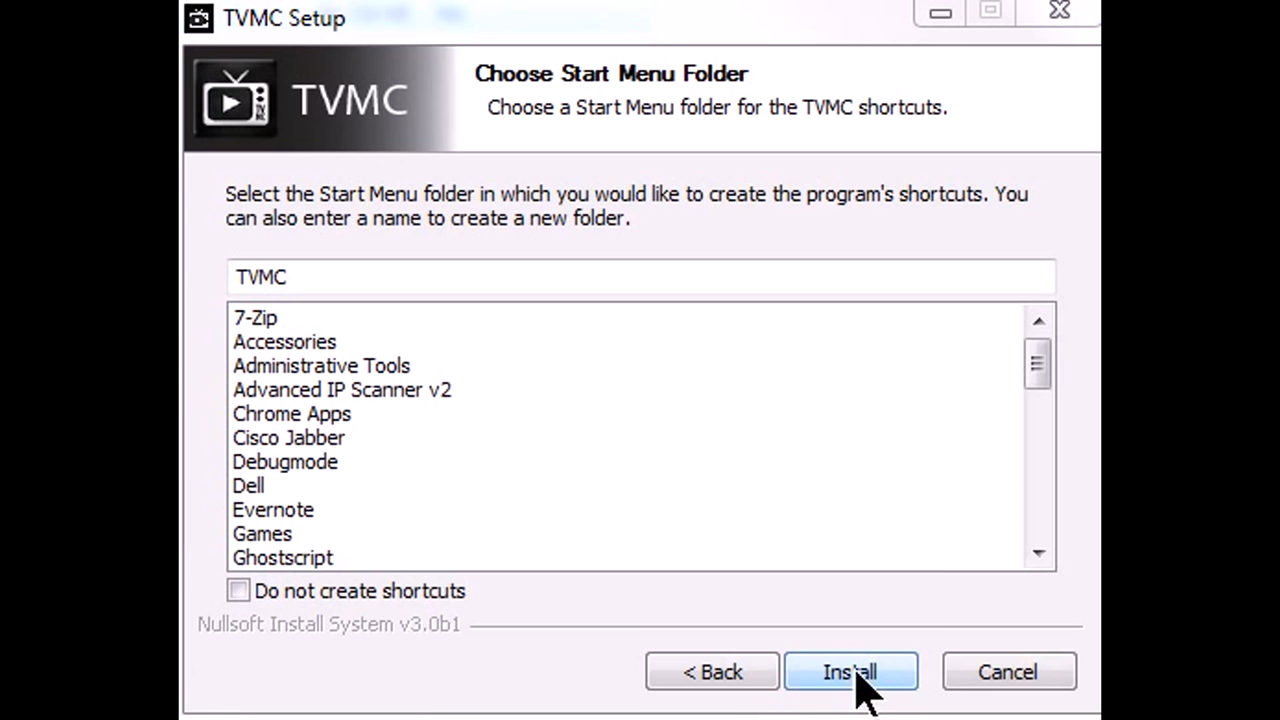 TVMC Setup
TVMC
Choose Start Menu Folder
Choose a Start Menu folder for the TVMC shortcuts.
Select the Start Menu folder in which you would like to create the program's shortcuts. You
can also enter a name to create a new folder.
TVMC
7-Zip
Accessories
Administrative Tools
Advanced IP Scanner v2
Chrome Apps
Cisco Jabber
Debugmode
Dell
Evernote
Games
Ghostscript
Do not create shortcuts
Nullsoft Install System v3.0b1
< Back Install Cancel